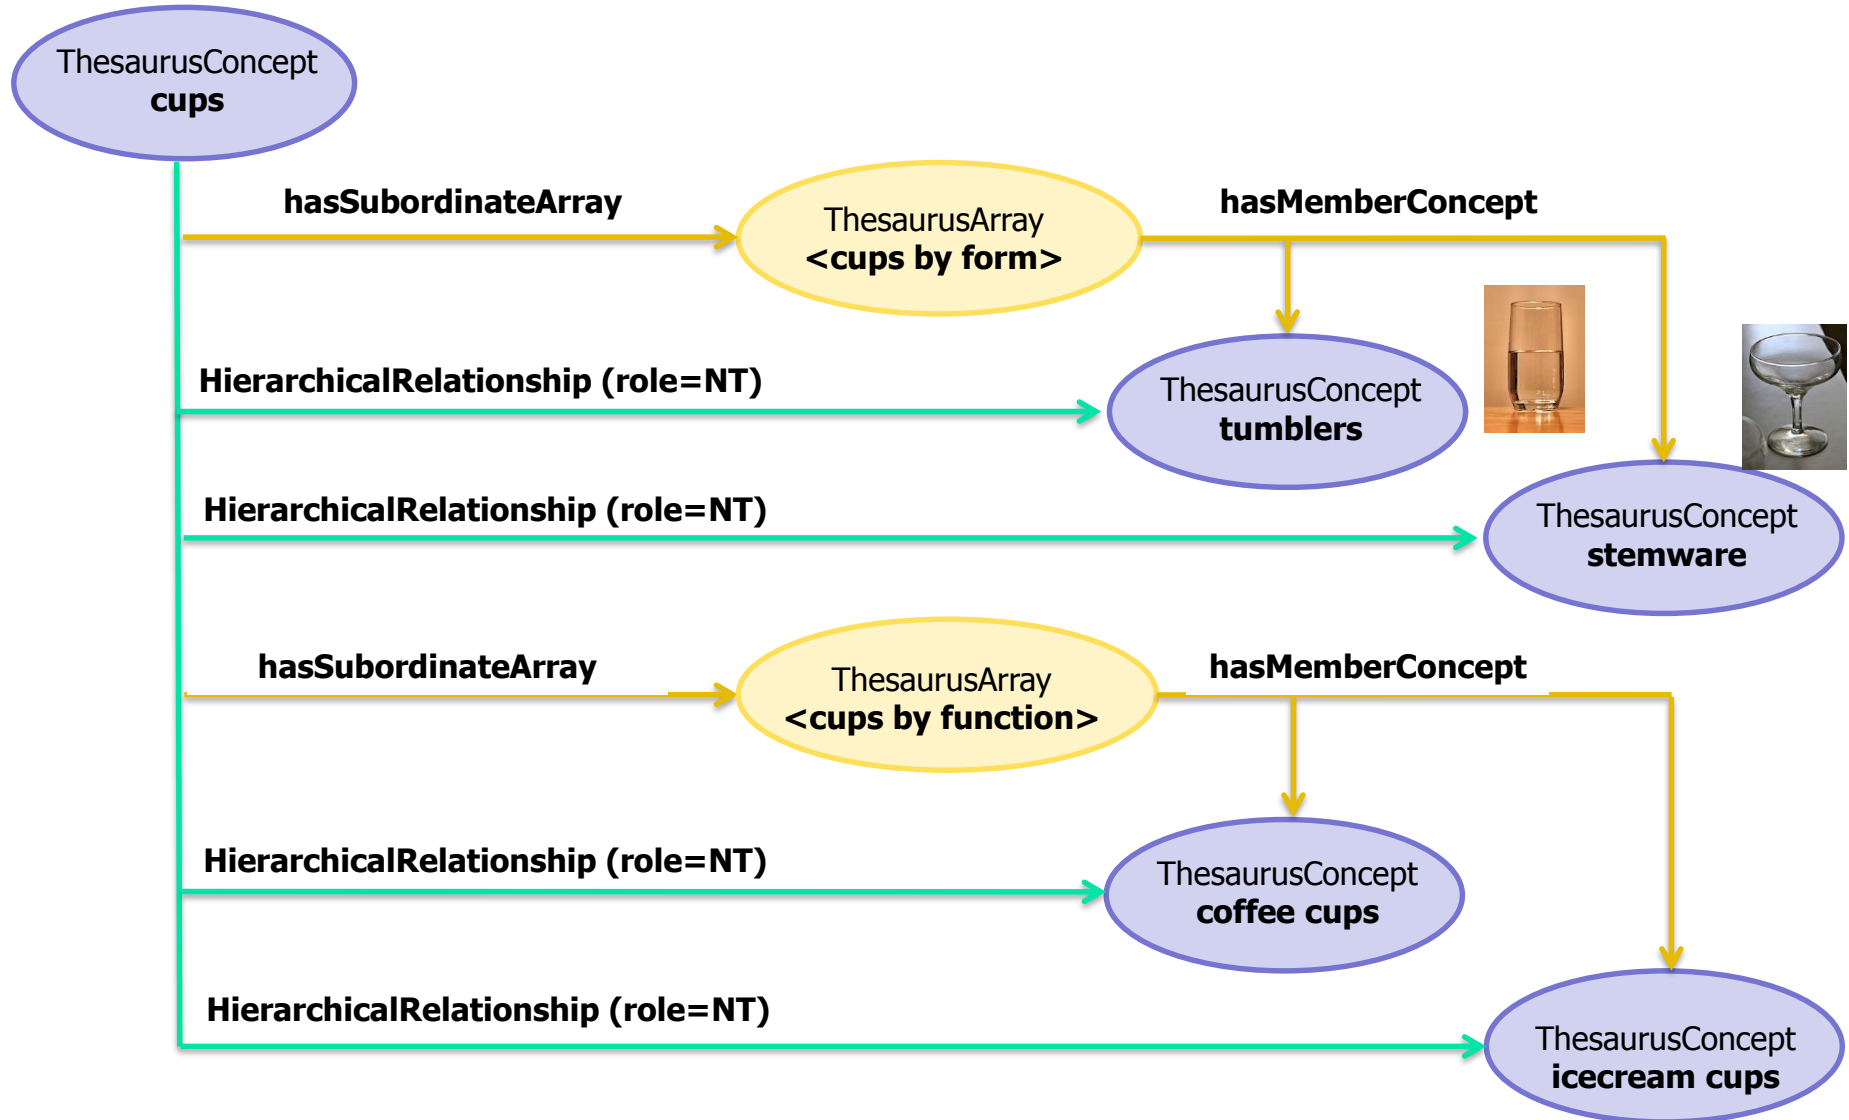 ThesaurusConcept
cups
hasSubordinateArray
ThesaurusArray
<cups by form>
hasMemberConcept
HierarchicalRelationship (role=NT)
ThesaurusConcept
tumblers
HierarchicalRelationship (role=NT)
ThesaurusConcept
stemware
hasSubordinateArray
ThesaurusArray
<cups by function>
hasMemberConcept
HierarchicalRelationship (role=NT)
ThesaurusConcept
coffee cups
HierarchicalRelationship (role=NT)
ThesaurusConcept
icecream cups